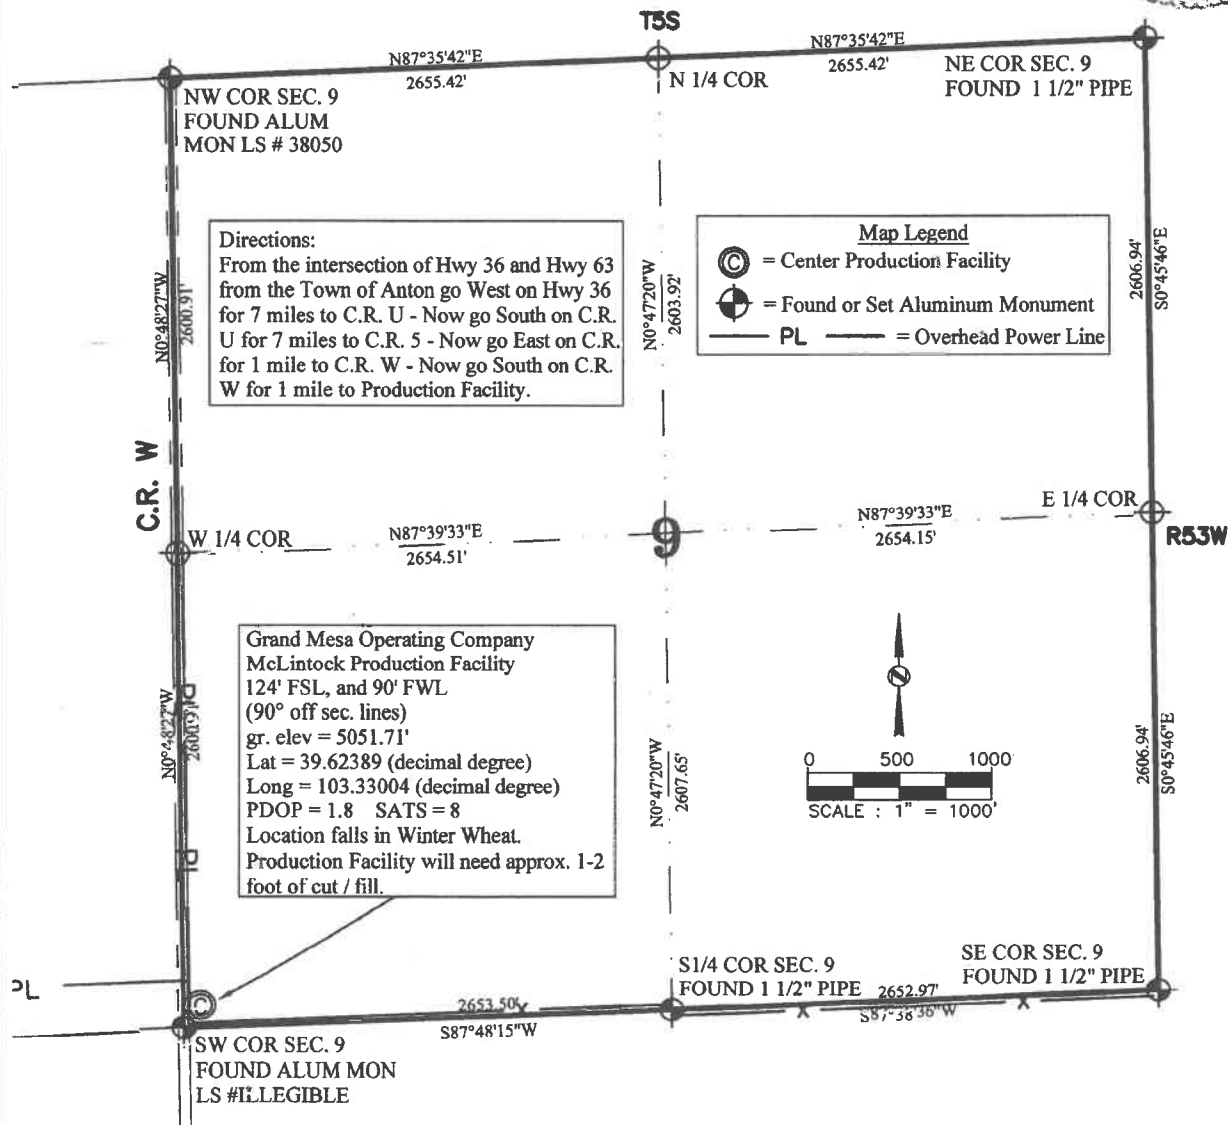 T5S
N87°35'42"E
2655.42'
N87°35'42"E
2655.42'
N 1/4 COR
NE COR SEC. 9
FOUND 1 1/2" PIPE
NW COR SEC. 9
FOUND ALUM
MON LS # 38050
Directions:
From the intersection of Hwy 36 and Hwy 63
from the Town of Anton go West on Hwy 36
for 7 miles to C.R. U - Now go South on C.R.
U for 7 miles to C.R. 5 - Now go East on C.R.
for 1 mile to C.R. W - Now go South on C.R.
W for 1 mile to Production Facility.
Map Legend
C = Center Production Facility
= Found or Set Aluminum Monument
PL = Overhead Power Line
N0°48'27"W
2600.91'
N0°47'20"W
2603.92'
2606.94'
S0°45'46"E
C.R. W
W 1/4 COR
N87°39'33"E
2654.51'
9
N87°39'33"E
2654.15'
E 1/4 COR
R53W
Grand Mesa Operating Company
McLintock Production Facility
124' FSL, and 90' FWL
(90° off sec. lines)
gr. elev = 5051.71'
Lat = 39.62389 (decimal degree)
Long = 103.33004 (decimal degree)
PDOP = 1.8 SATS = 8
Location falls in Winter Wheat.
Production Facility will need approx. 1-2
foot of cut / fill.
N0°48'27"W
2600.91'
PL
PL
N0°47'20"W
2607.65'
N
0 500 1000
SCALE : 1" = 1000'
2606.94'
S0°45'46"E
PL
C
2653.50'
X
S87°48'15"W
S1/4 COR SEC. 9
FOUND 1 1/2" PIPE
2652.97'
X X
S87°38'36"W
SE COR SEC. 9
FOUND 1 1/2" PIPE
SW COR SEC. 9
FOUND ALUM MON
LS #ILLEGIBLE